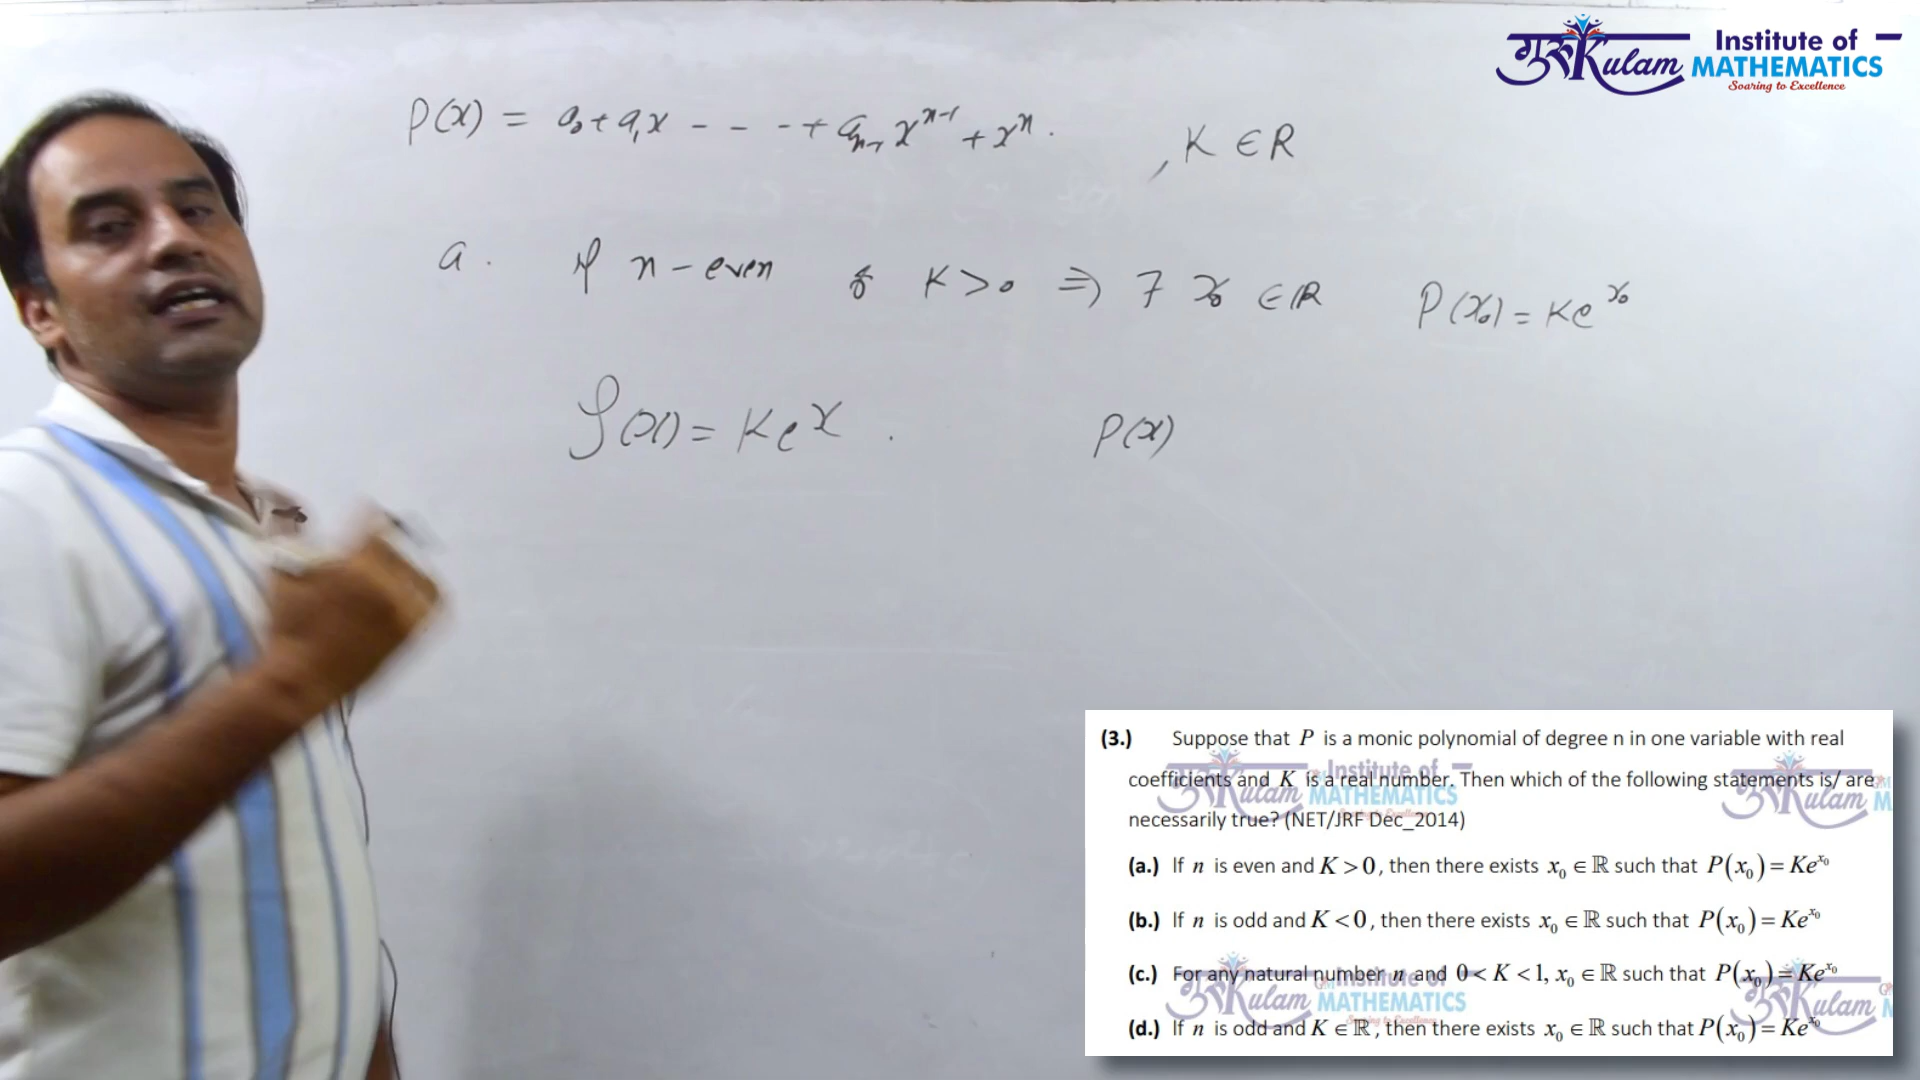 गुरुKulam Institute of MATHEMATICS
Soaring to Excellence
P(x) = a₀ + a₁x - - - - + aₙ₋₁ xⁿ⁻¹ + xⁿ . , K ∈ R
a. If n - even & K > 0 ⇒ ∃ x₀ ∈ R P(x₀) = Ke^x₀
f(x) = Ke^x . P(x)
(3.) Suppose that P is a monic polynomial of degree n in one variable with real
coefficients and K is a real number. Then which of the following statements is/ are
necessarily true? (NET/JRF Dec_2014)
(a.) If n is even and K > 0, then there exists x₀ ∈ ℝ such that P(x₀) = Ke^x₀
(b.) If n is odd and K < 0, then there exists x₀ ∈ ℝ such that P(x₀) = Ke^x₀
(c.) For any natural number n and 0 < K < 1, x₀ ∈ ℝ such that P(x₀) = Ke^x₀
(d.) If n is odd and K ∈ ℝ, then there exists x₀ ∈ ℝ such that P(x₀) = Ke^x₀